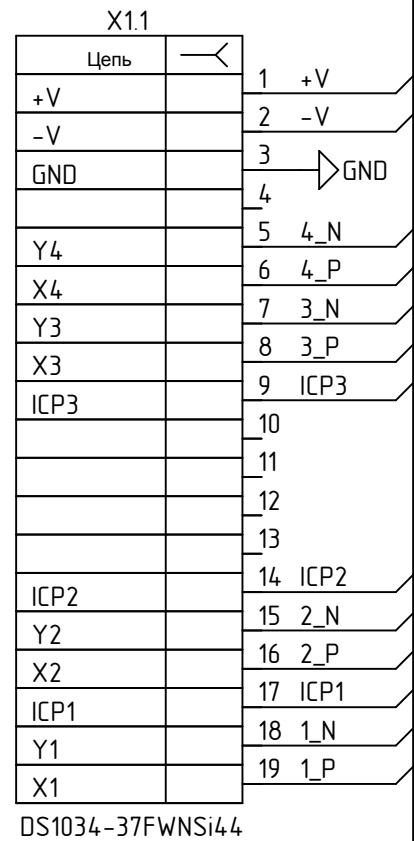 X1.1
Цепь
+V 1 +V
-V 2 -V
GND 3 GND
4
Y4 5 4_N
X4 6 4_P
Y3 7 3_N
X3 8 3_P
ICP3 9 ICP3
10
11
12
13
ICP2 14 ICP2
Y2 15 2_N
X2 16 2_P
ICP1 17 ICP1
Y1 18 1_N
X1 19 1_P
DS1034-37FWNSi44